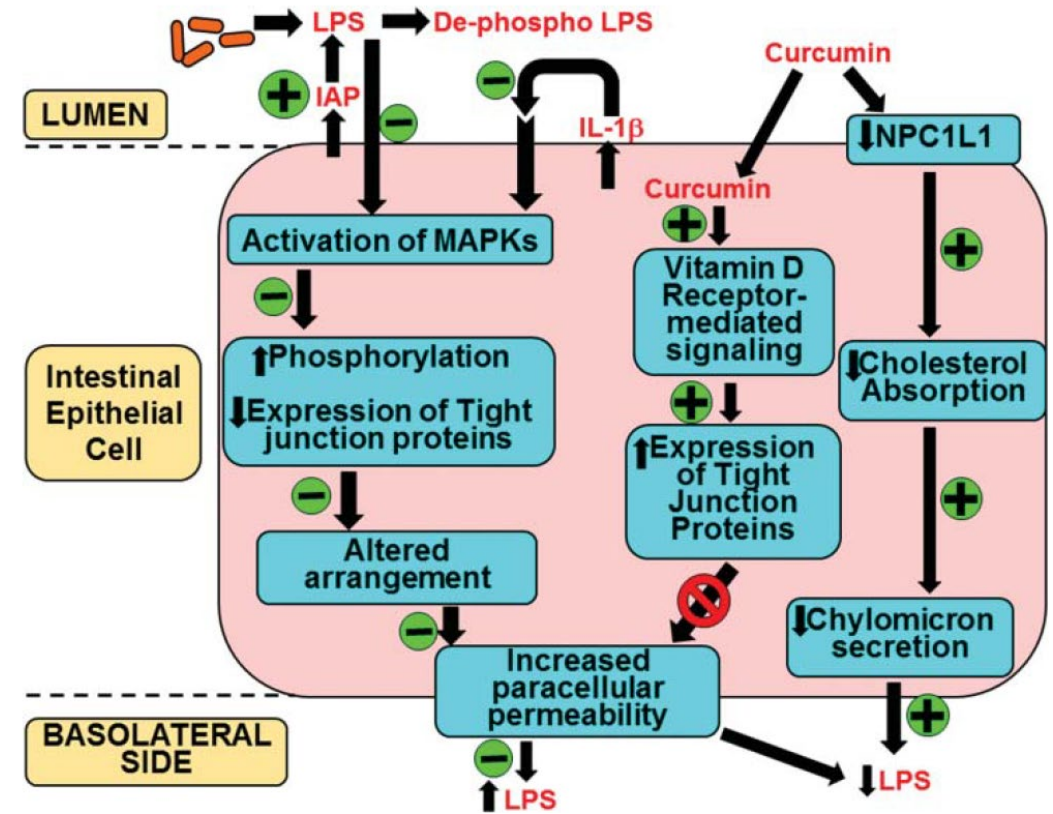 LPS
De-phospho LPS
Curcumin
IAP
LUMEN
IL-1β
NPC1L1
Curcumin
Activation of MAPKs
Vitamin D
Receptor-
mediated
signaling
Phosphorylation
Expression of Tight
junction proteins
Cholesterol
Absorption
Intestinal
Epithelial
Cell
Expression
of Tight
Junction
Proteins
Altered
arrangement
Chylomicron
secretion
Increased
paracellular
permeability
BASOLATERAL
SIDE
LPS
LPS